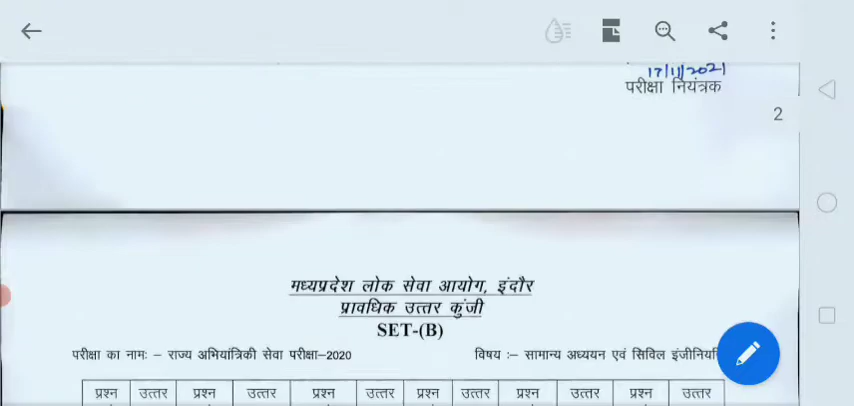 17/11/2021
परीक्षा नियंत्रक
2
मध्यप्रदेश लोक सेवा आयोग, इंदौर
प्रावधिक उत्तर कुंजी
SET-(B)
परीक्षा का नामः – राज्य अभियांत्रिकी सेवा परीक्षा–2020 विषय :– सामान्य अध्ययन एवं सिविल
प्रश्न उत्तर प्रश्न उत्तर प्रश्न उत्तर प्रश्न उत्तर प्रश्न उत्तर प्रश्न उत्तर